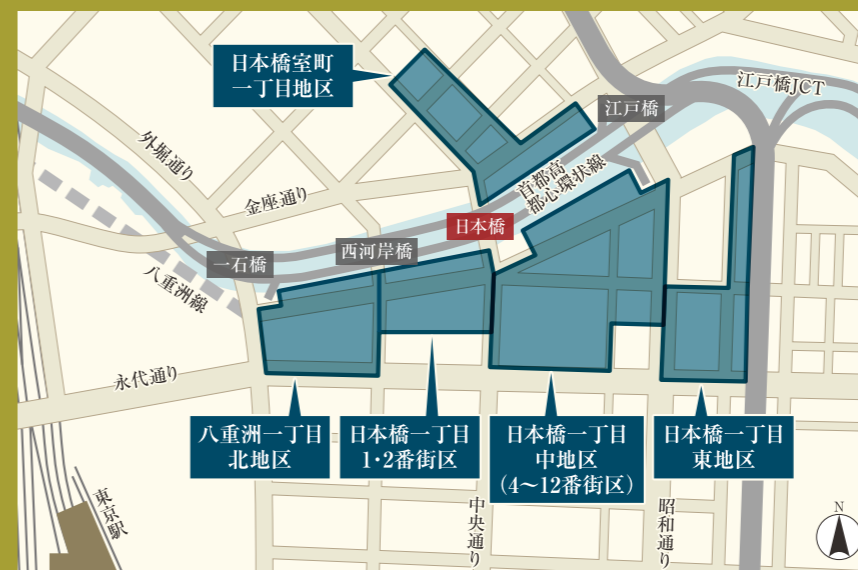 日本橋室町
一丁目地区
江戸橋JCT
江戸橋
外堀通り
首都高
都心環状線
金座通り
日本橋
西河岸橋
一石橋
八重洲線
永代通り
八重洲一丁目
北地区
日本橋一丁目
1・2番街区
日本橋一丁目
中地区
(4〜12番街区)
日本橋一丁目
東地区
東京駅
中央通り
昭和通り
N